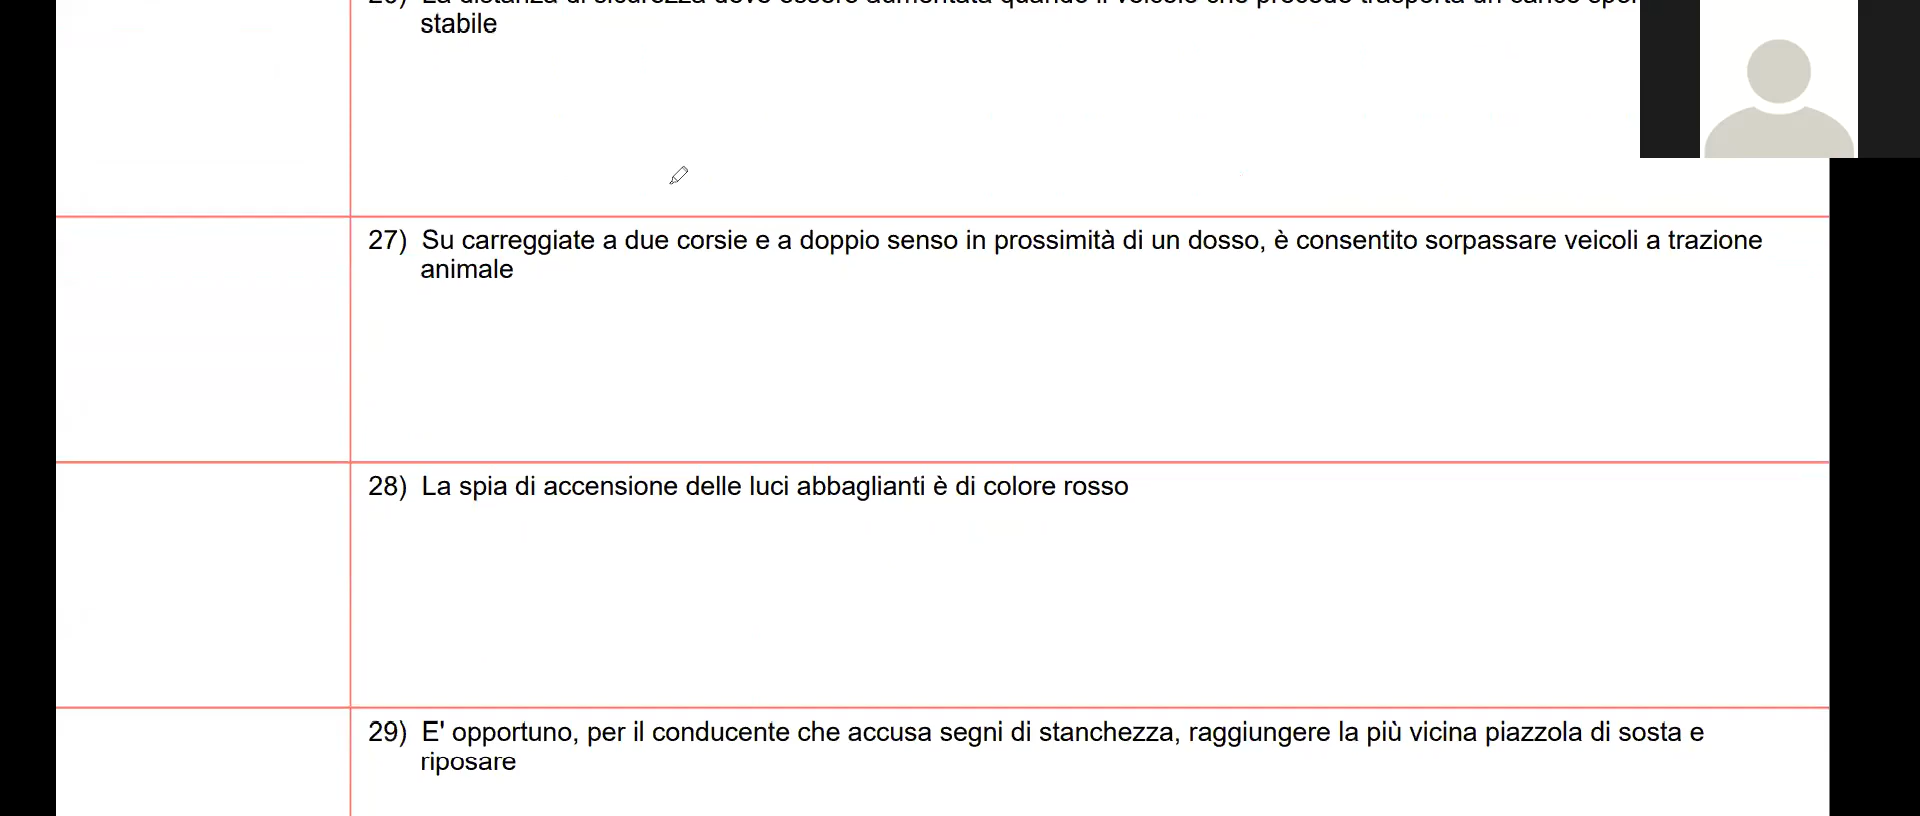 stabile
27) Su carreggiate a due corsie e a doppio senso in prossimità di un dosso, è consentito sorpassare veicoli a trazione
animale
28) La spia di accensione delle luci abbaglianti è di colore rosso
29) E' opportuno, per il conducente che accusa segni di stanchezza, raggiungere la più vicina piazzola di sosta e
riposare